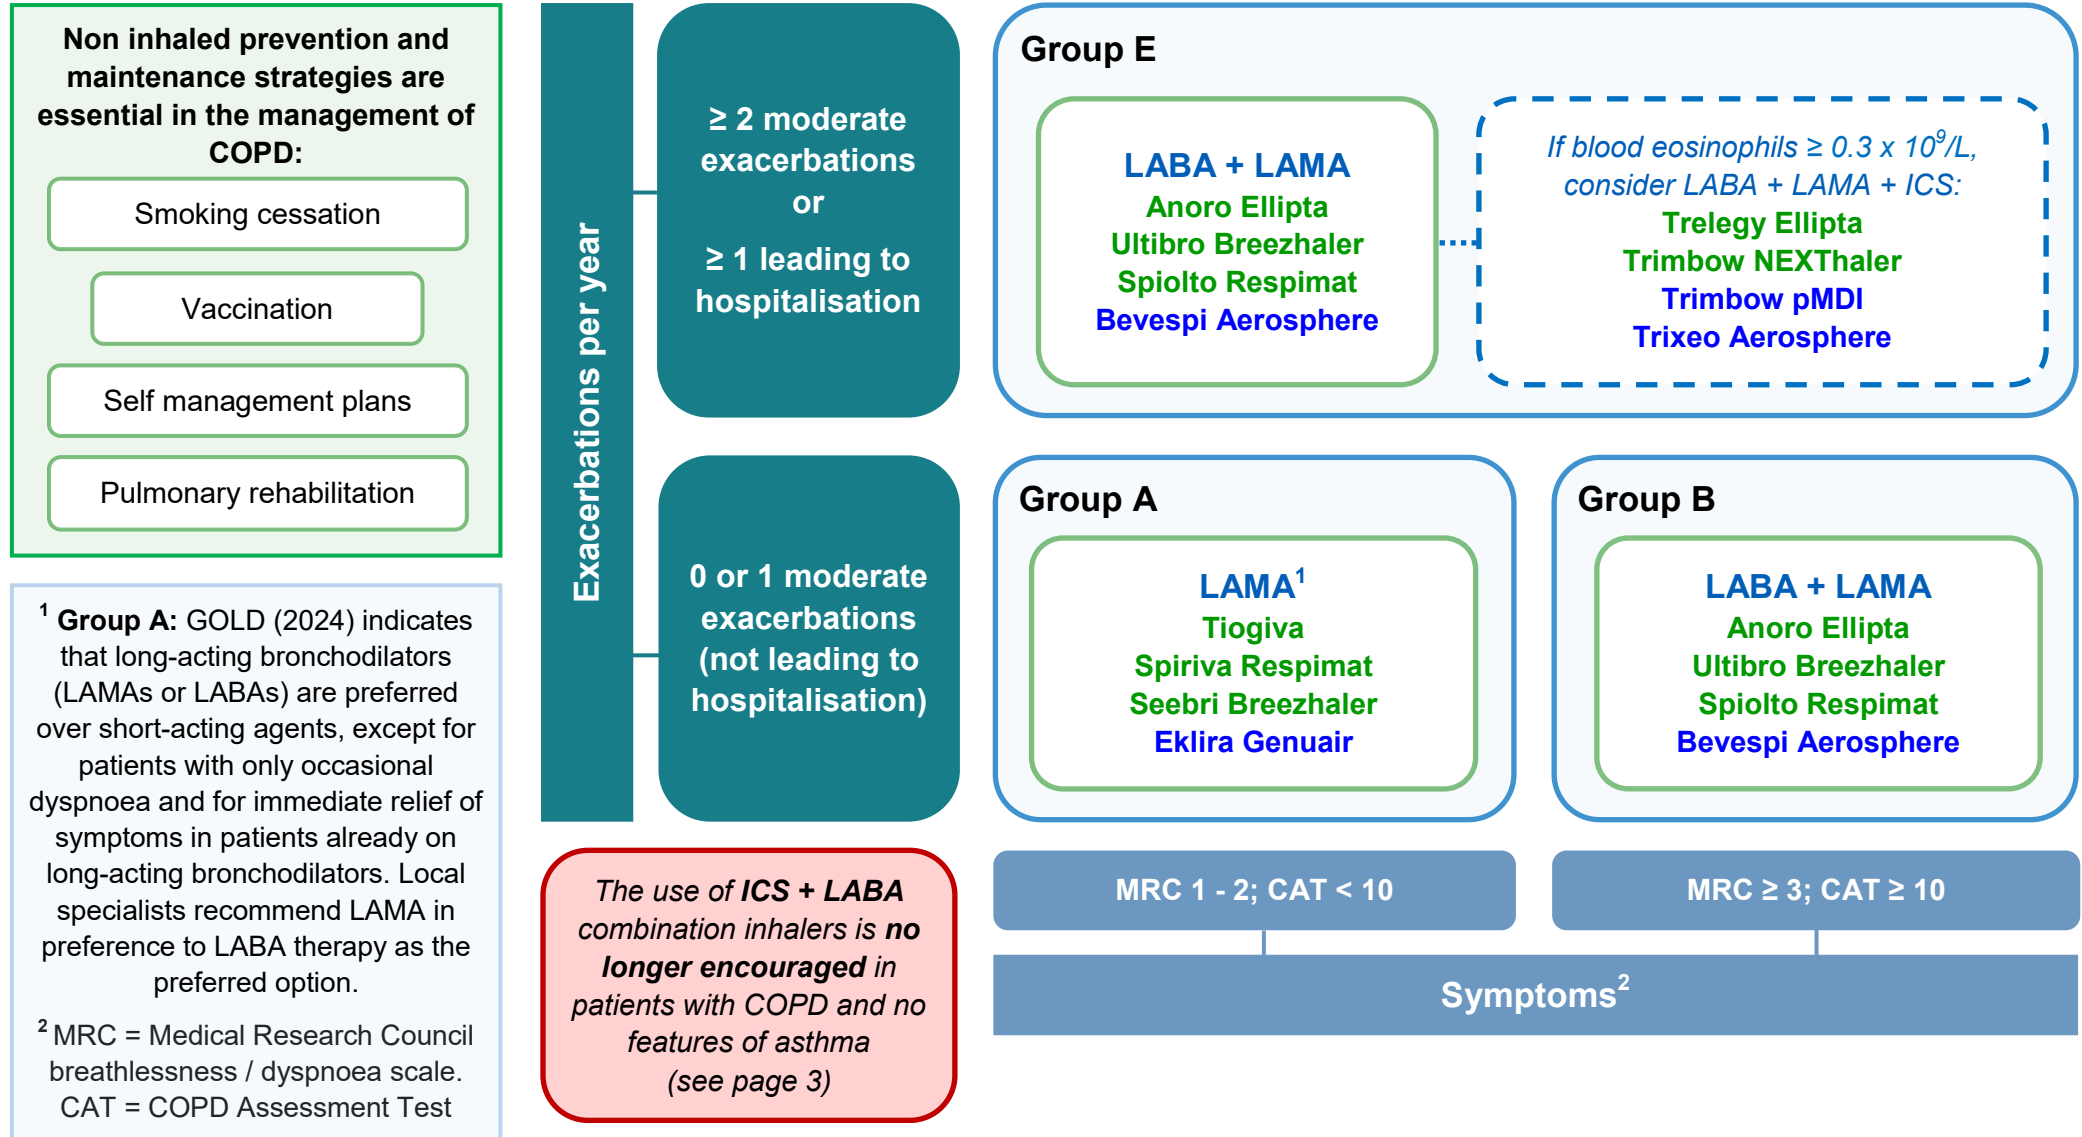 Non inhaled prevention and
maintenance strategies are
essential in the management of
COPD:
Smoking cessation
Vaccination
Self management plans
Pulmonary rehabilitation
¹ Group A: GOLD (2024) indicates
that long-acting bronchodilators
(LAMAs or LABAs) are preferred
over short-acting agents, except for
patients with only occasional
dyspnoea and for immediate relief of
symptoms in patients already on
long-acting bronchodilators. Local
specialists recommend LAMA in
preference to LABA therapy as the
preferred option.
² MRC = Medical Research Council
breathlessness / dyspnoea scale.
CAT = COPD Assessment Test
Exacerbations per year
≥ 2 moderate
exacerbations
or
≥ 1 leading to
hospitalisation
0 or 1 moderate
exacerbations
(not leading to
hospitalisation)
The use of ICS + LABA
combination inhalers is no
longer encouraged in
patients with COPD and no
features of asthma
(see page 3)
Group E
LABA + LAMA
Anoro Ellipta
Ultibro Breezhaler
Spiolto Respimat
Bevespi Aerosphere
If blood eosinophils ≥ 0.3 x 10⁹/L,
consider LABA + LAMA + ICS:
Trelegy Ellipta
Trimbow NEXThaler
Trimbow pMDI
Trixeo Aerosphere
Group A
LAMA¹
Tiogiva
Spiriva Respimat
Seebri Breezhaler
Eklira Genuair
Group B
LABA + LAMA
Anoro Ellipta
Ultibro Breezhaler
Spiolto Respimat
Bevespi Aerosphere
MRC 1 - 2; CAT < 10
MRC ≥ 3; CAT ≥ 10
Symptoms²